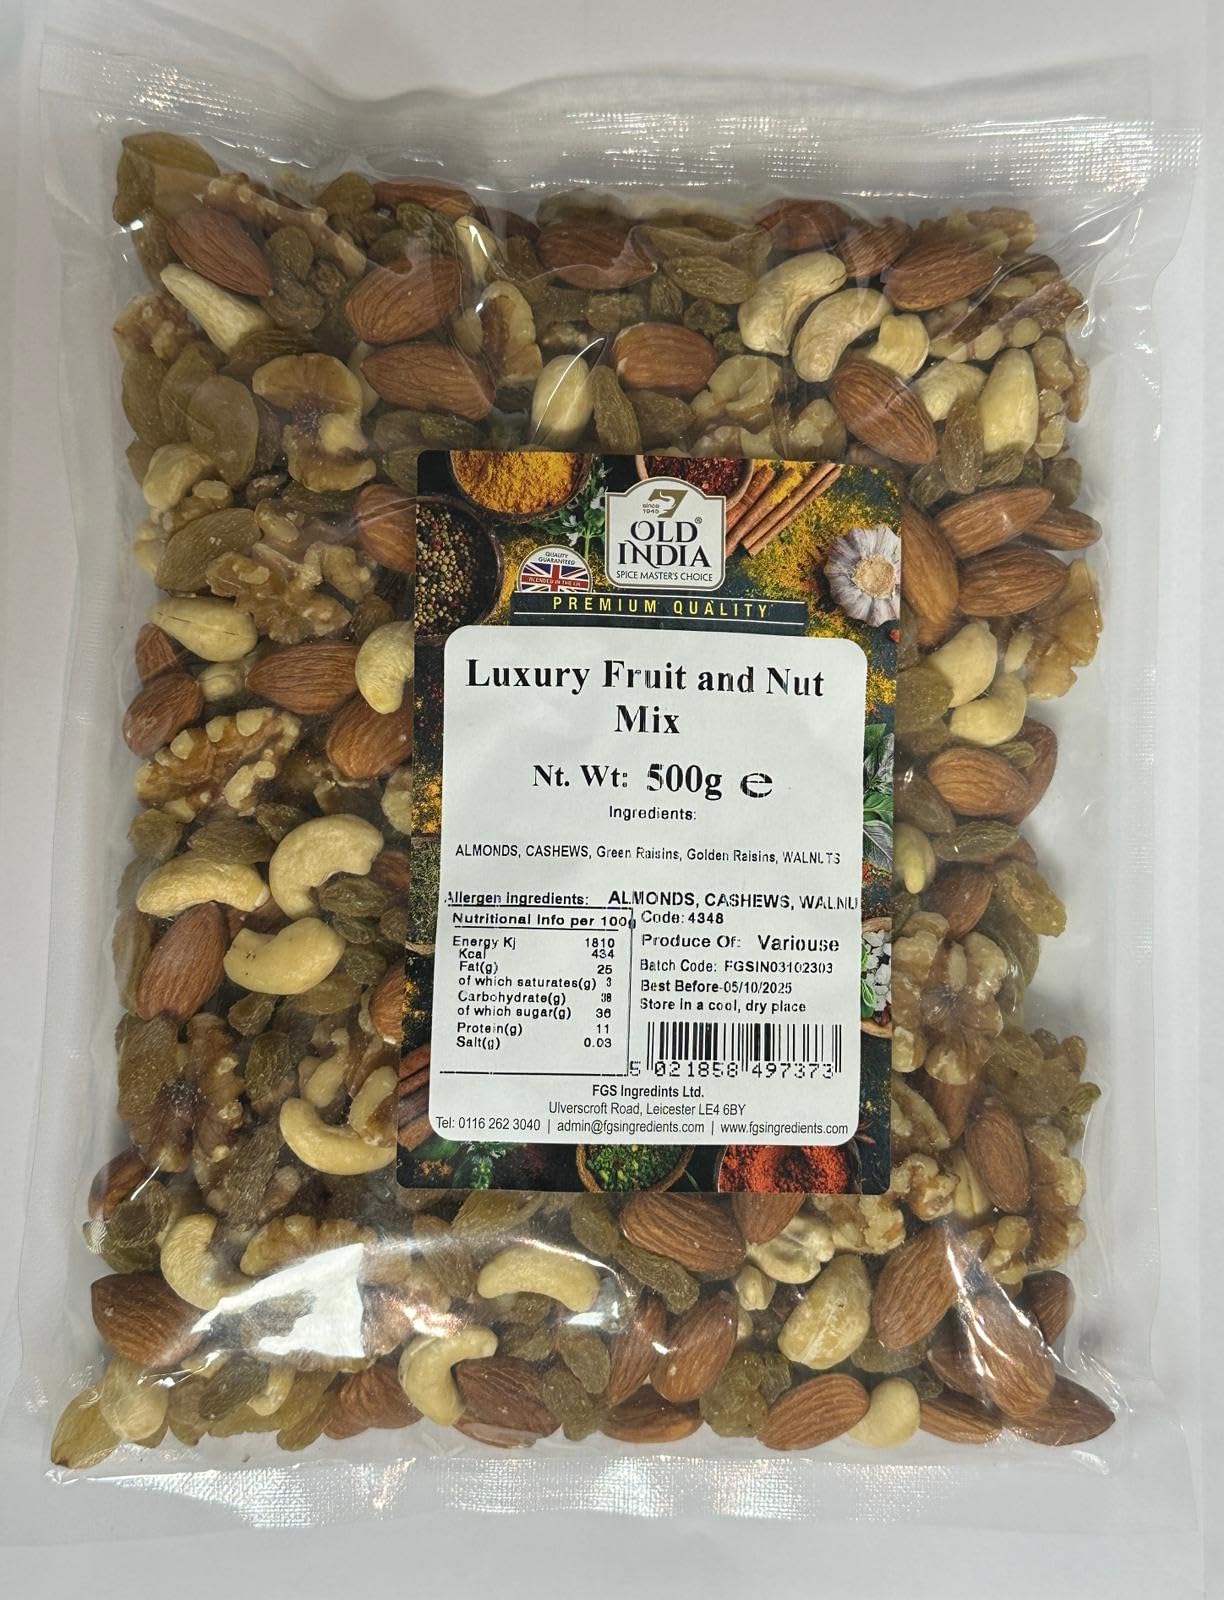 since
1945
OLD
INDIA®
SPICE MASTER'S CHOICE
QUALITY
GUARANTEED
BLENDED IN THE UK
PREMIUM QUALITY
Luxury Fruit and Nut
Mix
Nt. Wt: 500g ℮
Ingredients:
ALMONDS, CASHEWS, Green Raisins, Golden Raisins, WALNUTS
Allergen Ingredients: ALMONDS, CASHEWS, WALNU
Nutritional Info per 100g
Energy Kj 1810
Kcal 434
Fat(g) 25
of which saturates(g) 3
Carbohydrate(g) 38
of which sugar(g) 36
Protein(g) 11
Salt(g) 0.03
Code: 4348
Produce Of: Variouse
Batch Code: FGSIN03102303
Best Before-05/10/2025
Store in a cool, dry place
5 021858 497373
FGS Ingredints Ltd.
Ulverscroft Road, Leicester LE4 6BY
Tel: 0116 262 3040 | admin@fgsingredients.com | www.fgsingredients.com